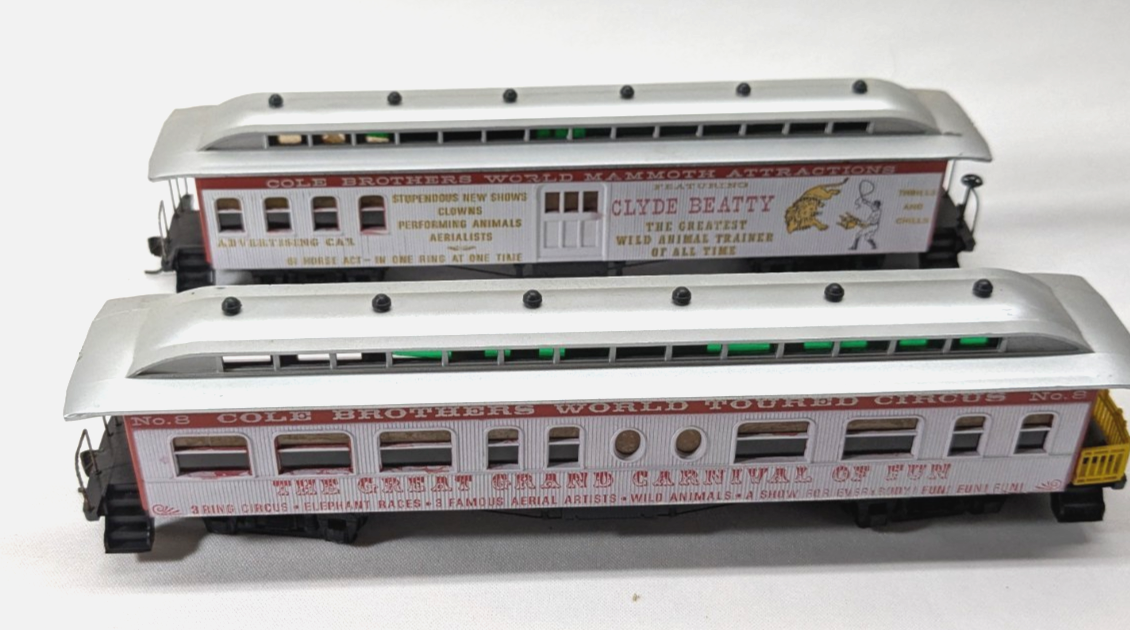 COLE BROTHERS WORLD MAMMOTH ATTRACTIONS
STUPENDOUS NEW SHOWS
CLOWNS
PERFORMING ANIMALS
AERIALISTS
ADVERTISING CAR
61 HORSE ACT - IN ONE RING AT ONE TIME
FEATURING
CLYDE BEATTY
THE GREATEST
WILD ANIMAL TRAINER
OF ALL TIME
THRILLS
AND
CHILLS
No. 8 COLE BROTHERS WORLD TOURED CIRCUS No. 8
THE GREAT GRAND CARNIVAL OF FUN
3 RING CIRCUS • ELEPHANT RACES • 3 FAMOUS AERIAL ARTISTS • WILD ANIMALS • A SHOW FOR EVERYBODY! FUN! FUN! FUN!